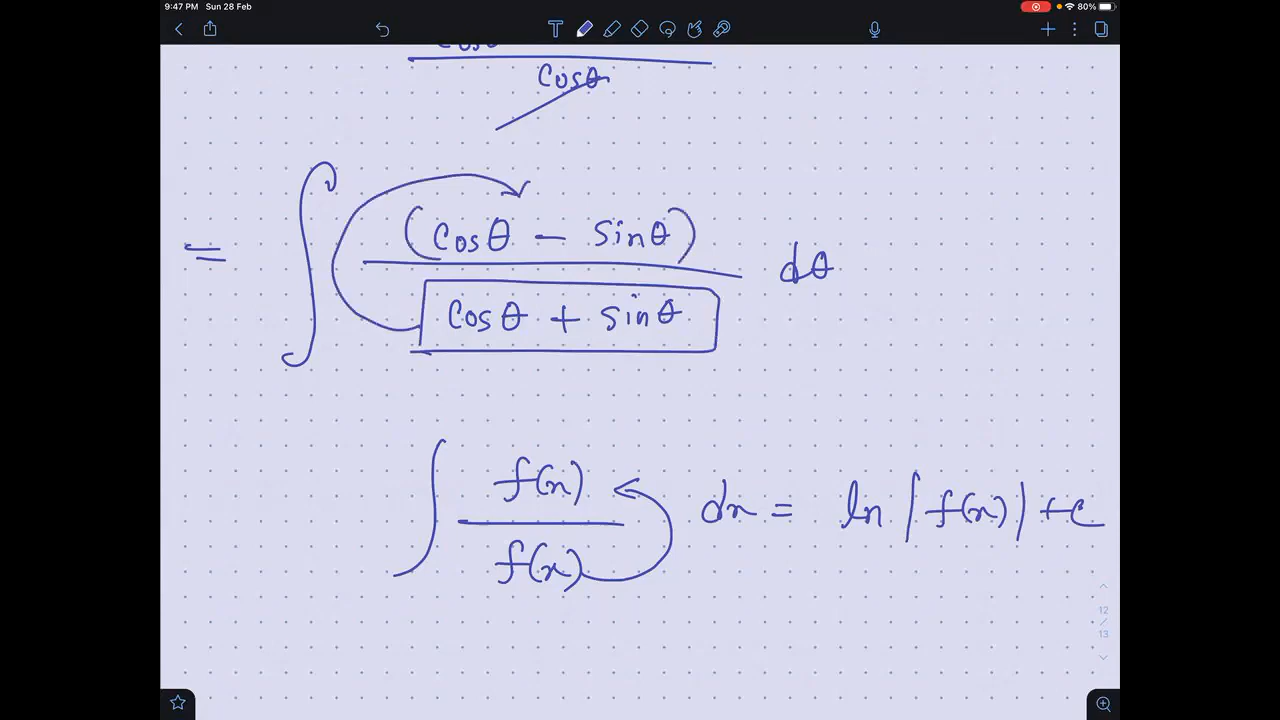 9:47 PM Sun 28 Feb 80%
T
cosθ
= ∫ (cosθ - sinθ) / cosθ + sinθ dθ
∫ f(x) / f(x) dx = ln |f(x)| + c
12
/
13